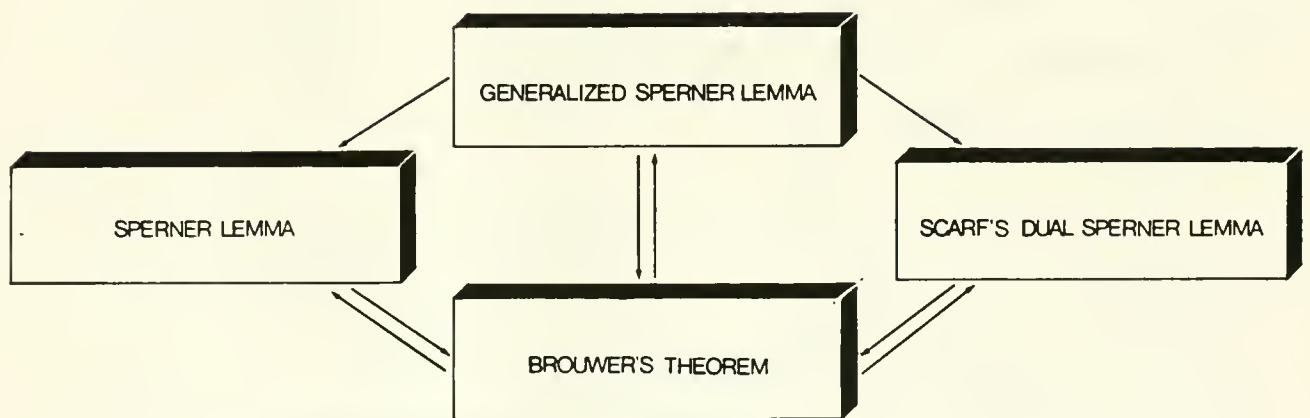 GENERALIZED SPERNER LEMMA
SPERNER LEMMA
SCARF'S DUAL SPERNER LEMMA
BROUWER'S THEOREM